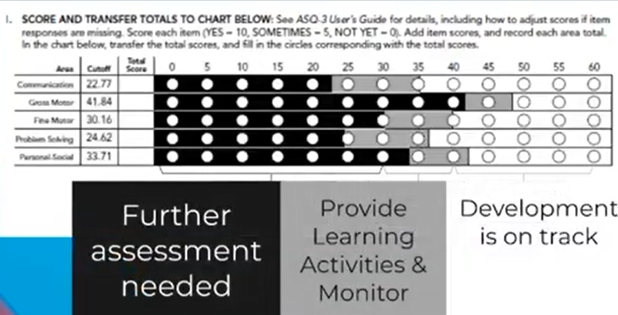 1. SCORE AND TRANSFER TOTALS TO CHART BELOW: See ASQ-3 User's Guide for details, including how to adjust scores if item
responses are missing. Score each item (YES = 10, SOMETIMES = 5, NOT YET = 0). Add item scores, and record each area total.
In the chart below, transfer the total scores, and fill in the circles corresponding with the total scores.
Area Cutoff Total Score 0 5 10 15 20 25 30 35 40 45 50 55 60
Communication 22.77
Gross Motor 41.84
Fine Motor 30.16
Problem Solving 24.62
Personal-Social 33.71
Further
assessment
needed
Provide
Learning
Activities &
Monitor
Development
is on track